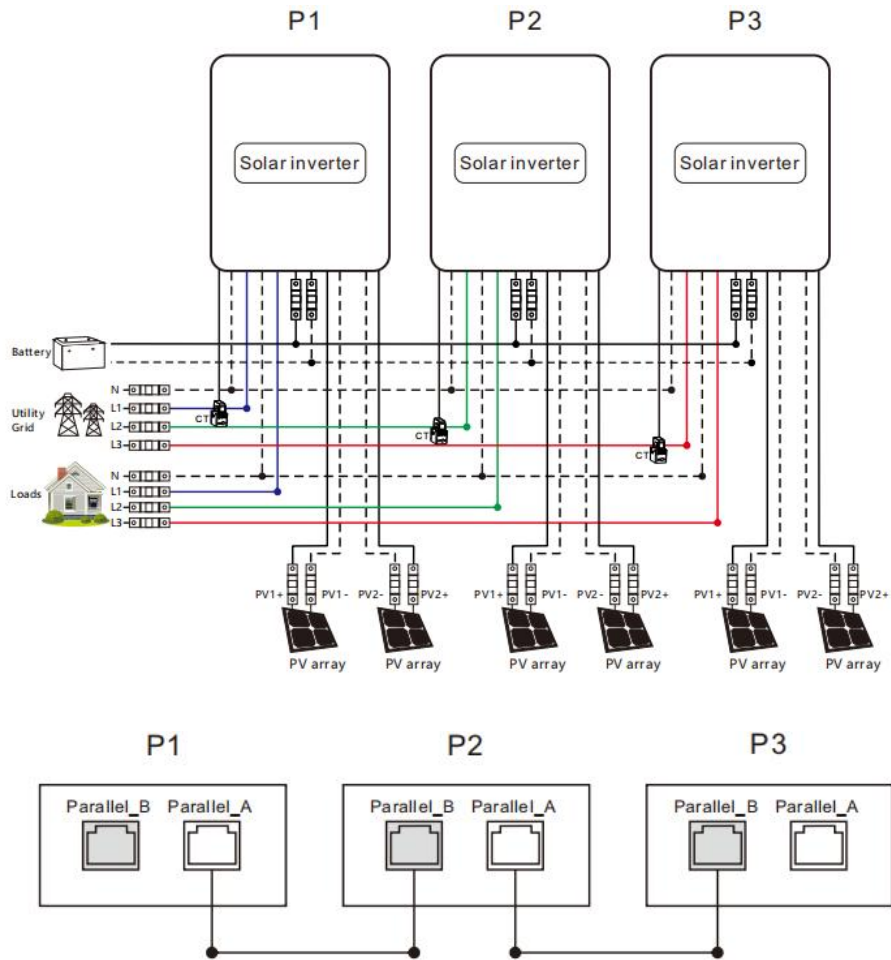 P1 P2 P3
Solar inverter Solar inverter Solar inverter
Battery
N
Utility Grid
L1
CT
L2
CT
L3
CT
N
Loads
L1
L2
L3
PV1+ PV1- PV2- PV2+ PV1+ PV1- PV2- PV2+ PV1+ PV1- PV2- PV2+
PV array PV array PV array PV array PV array PV array
P1 P2 P3
Parallel_B Parallel_A Parallel_B Parallel_A Parallel_B Parallel_A